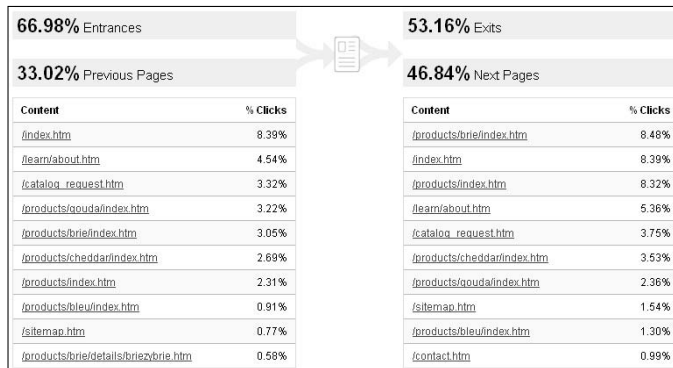 66.98% Entrances
33.02% Previous Pages
Content % Clicks
/index.htm 8.39%
/learn/about.htm 4.54%
/catalog_request.htm 3.32%
/products/gouda/index.htm 3.22%
/products/brie/index.htm 3.05%
/products/cheddar/index.htm 2.69%
/products/index.htm 2.31%
/products/bleu/index.htm 0.91%
/sitemap.htm 0.77%
/products/brie/details/briezybrie.htm 0.58%
53.16% Exits
46.84% Next Pages
Content % Clicks
/products/brie/index.htm 8.48%
/index.htm 8.39%
/products/index.htm 8.32%
/learn/about.htm 5.36%
/catalog_request.htm 3.75%
/products/cheddar/index.htm 3.53%
/products/gouda/index.htm 2.36%
/sitemap.htm 1.54%
/products/bleu/index.htm 1.30%
/contact.htm 0.99%